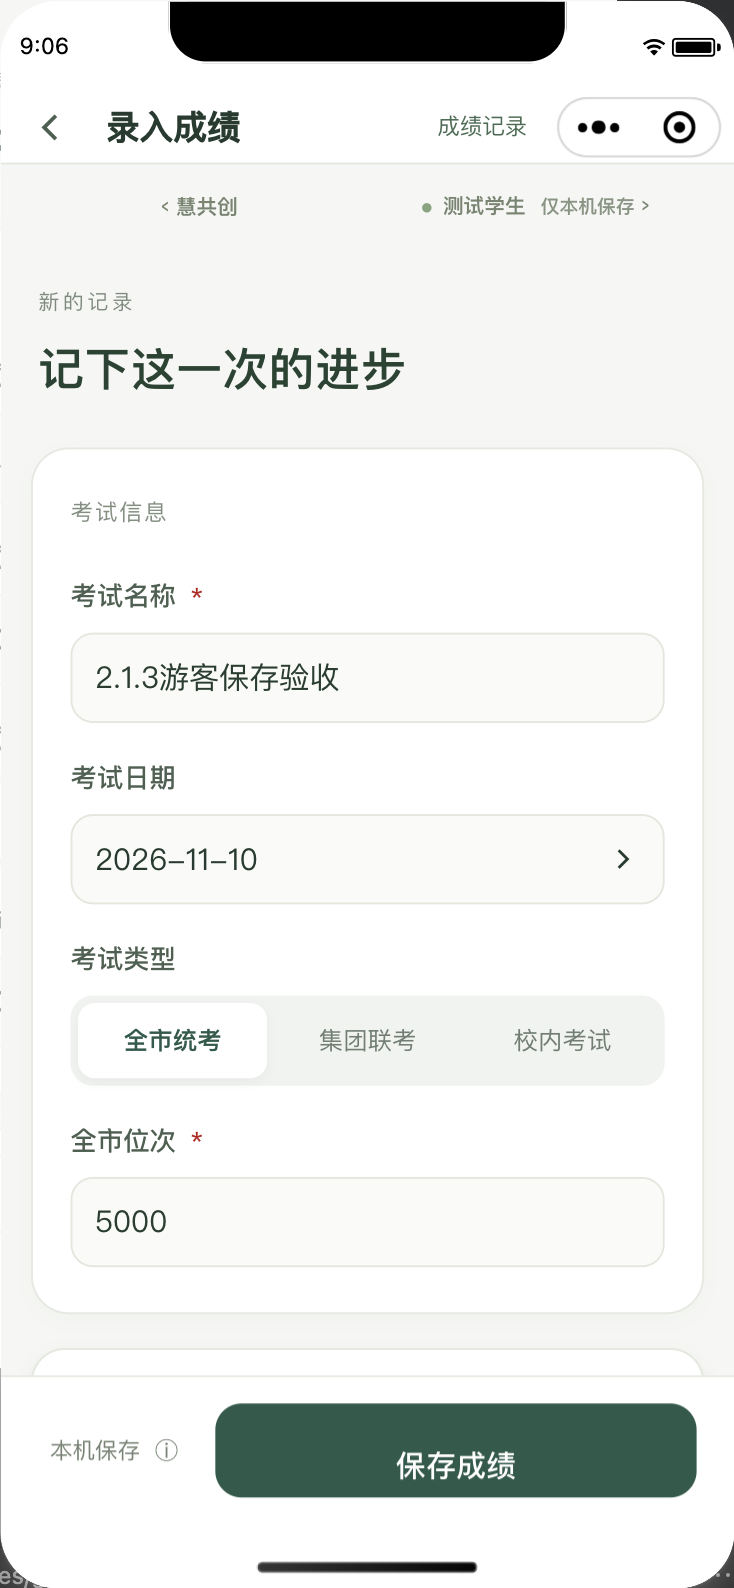 9:06
录入成绩 成绩记录
‹ 慧共创 测试学生 仅本机保存 ›
新的记录
记下这一次的进步
考试信息
考试名称 *
2.1.3游客保存验收
考试日期
2026-11-10
考试类型
全市统考 集团联考 校内考试
全市位次 *
5000
本机保存 ⓘ 保存成绩